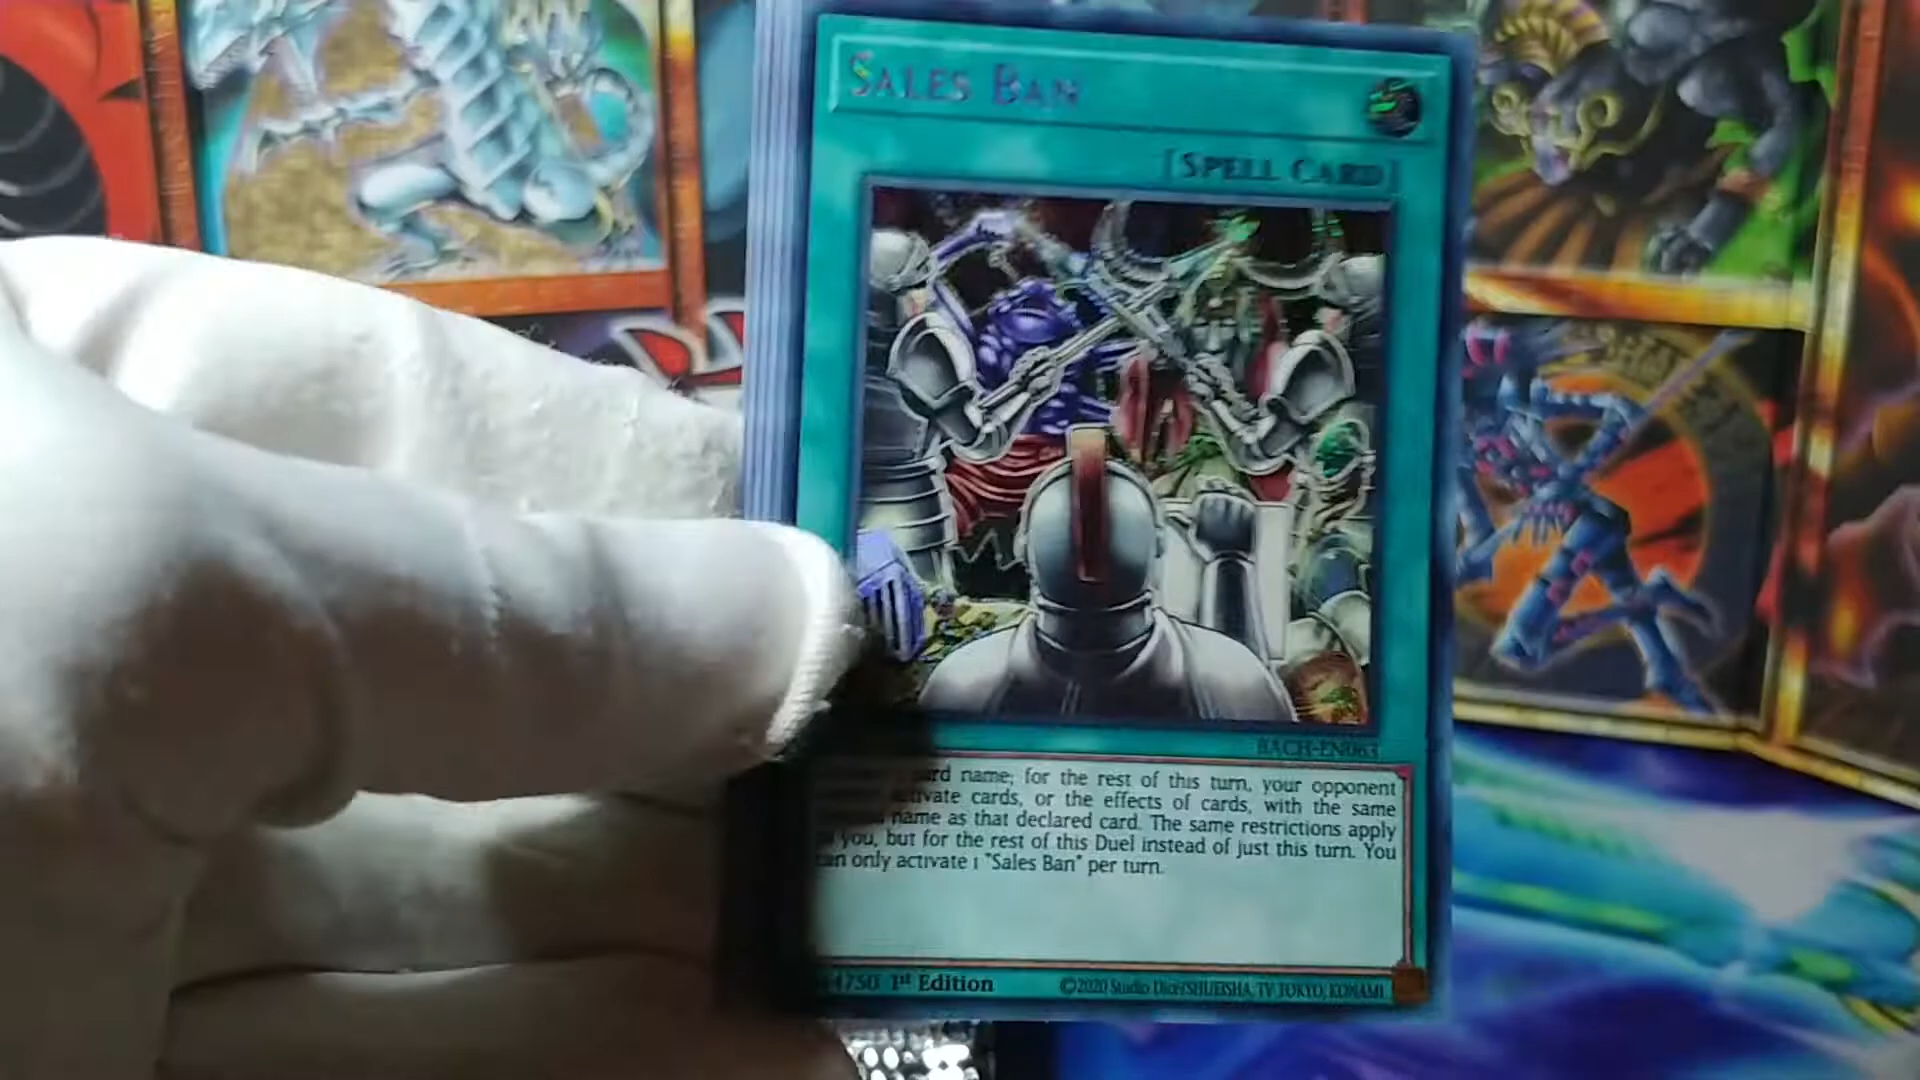 SALES BAN
[SPELL CARD]
BACH-EN063
card name; for the rest of this turn, your opponent
activate cards, or the effects of cards, with the same
name as that declared card. The same restrictions apply
you, but for the rest of this Duel instead of just this turn. You
can only activate 1 "Sales Ban" per turn.
4750 1st Edition
©2020 Studio Dice/SHUEISHA, TV TOKYO, KONAMI